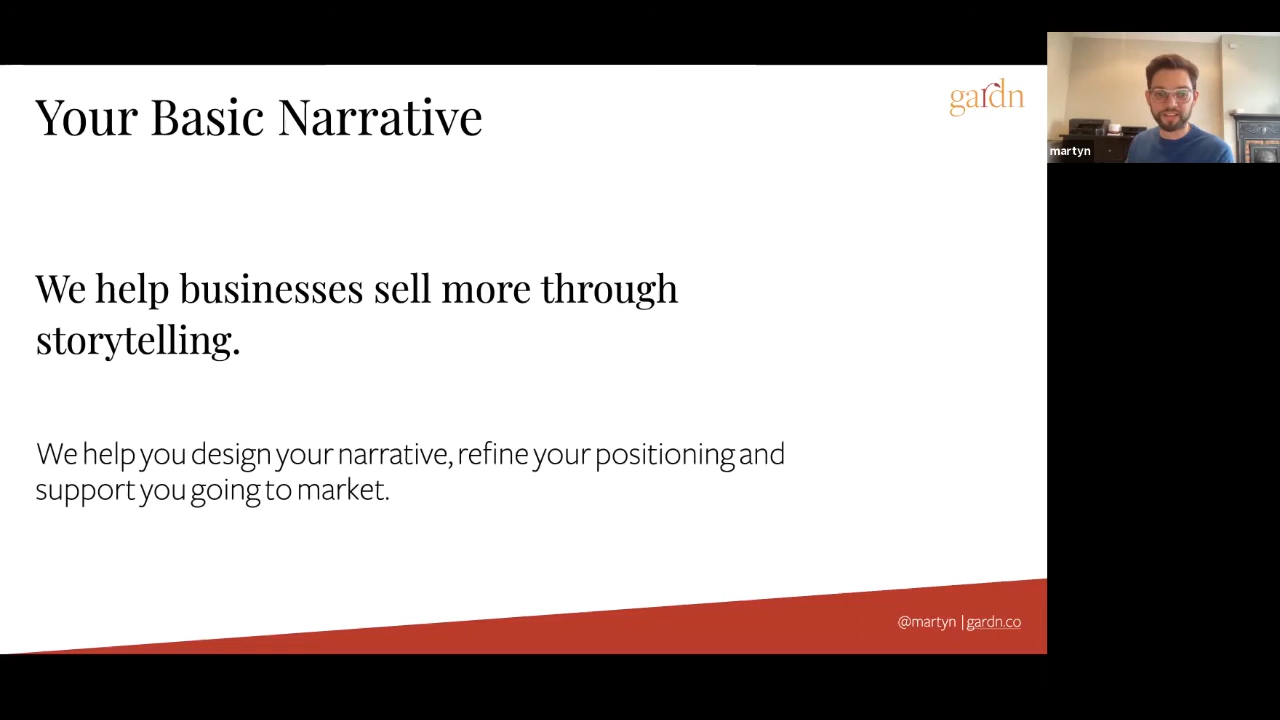 Your Basic Narrative
gardn
We help businesses sell more through
storytelling.
We help you design your narrative, refine your positioning and
support you going to market.
@martyn | gardn.co
martyn